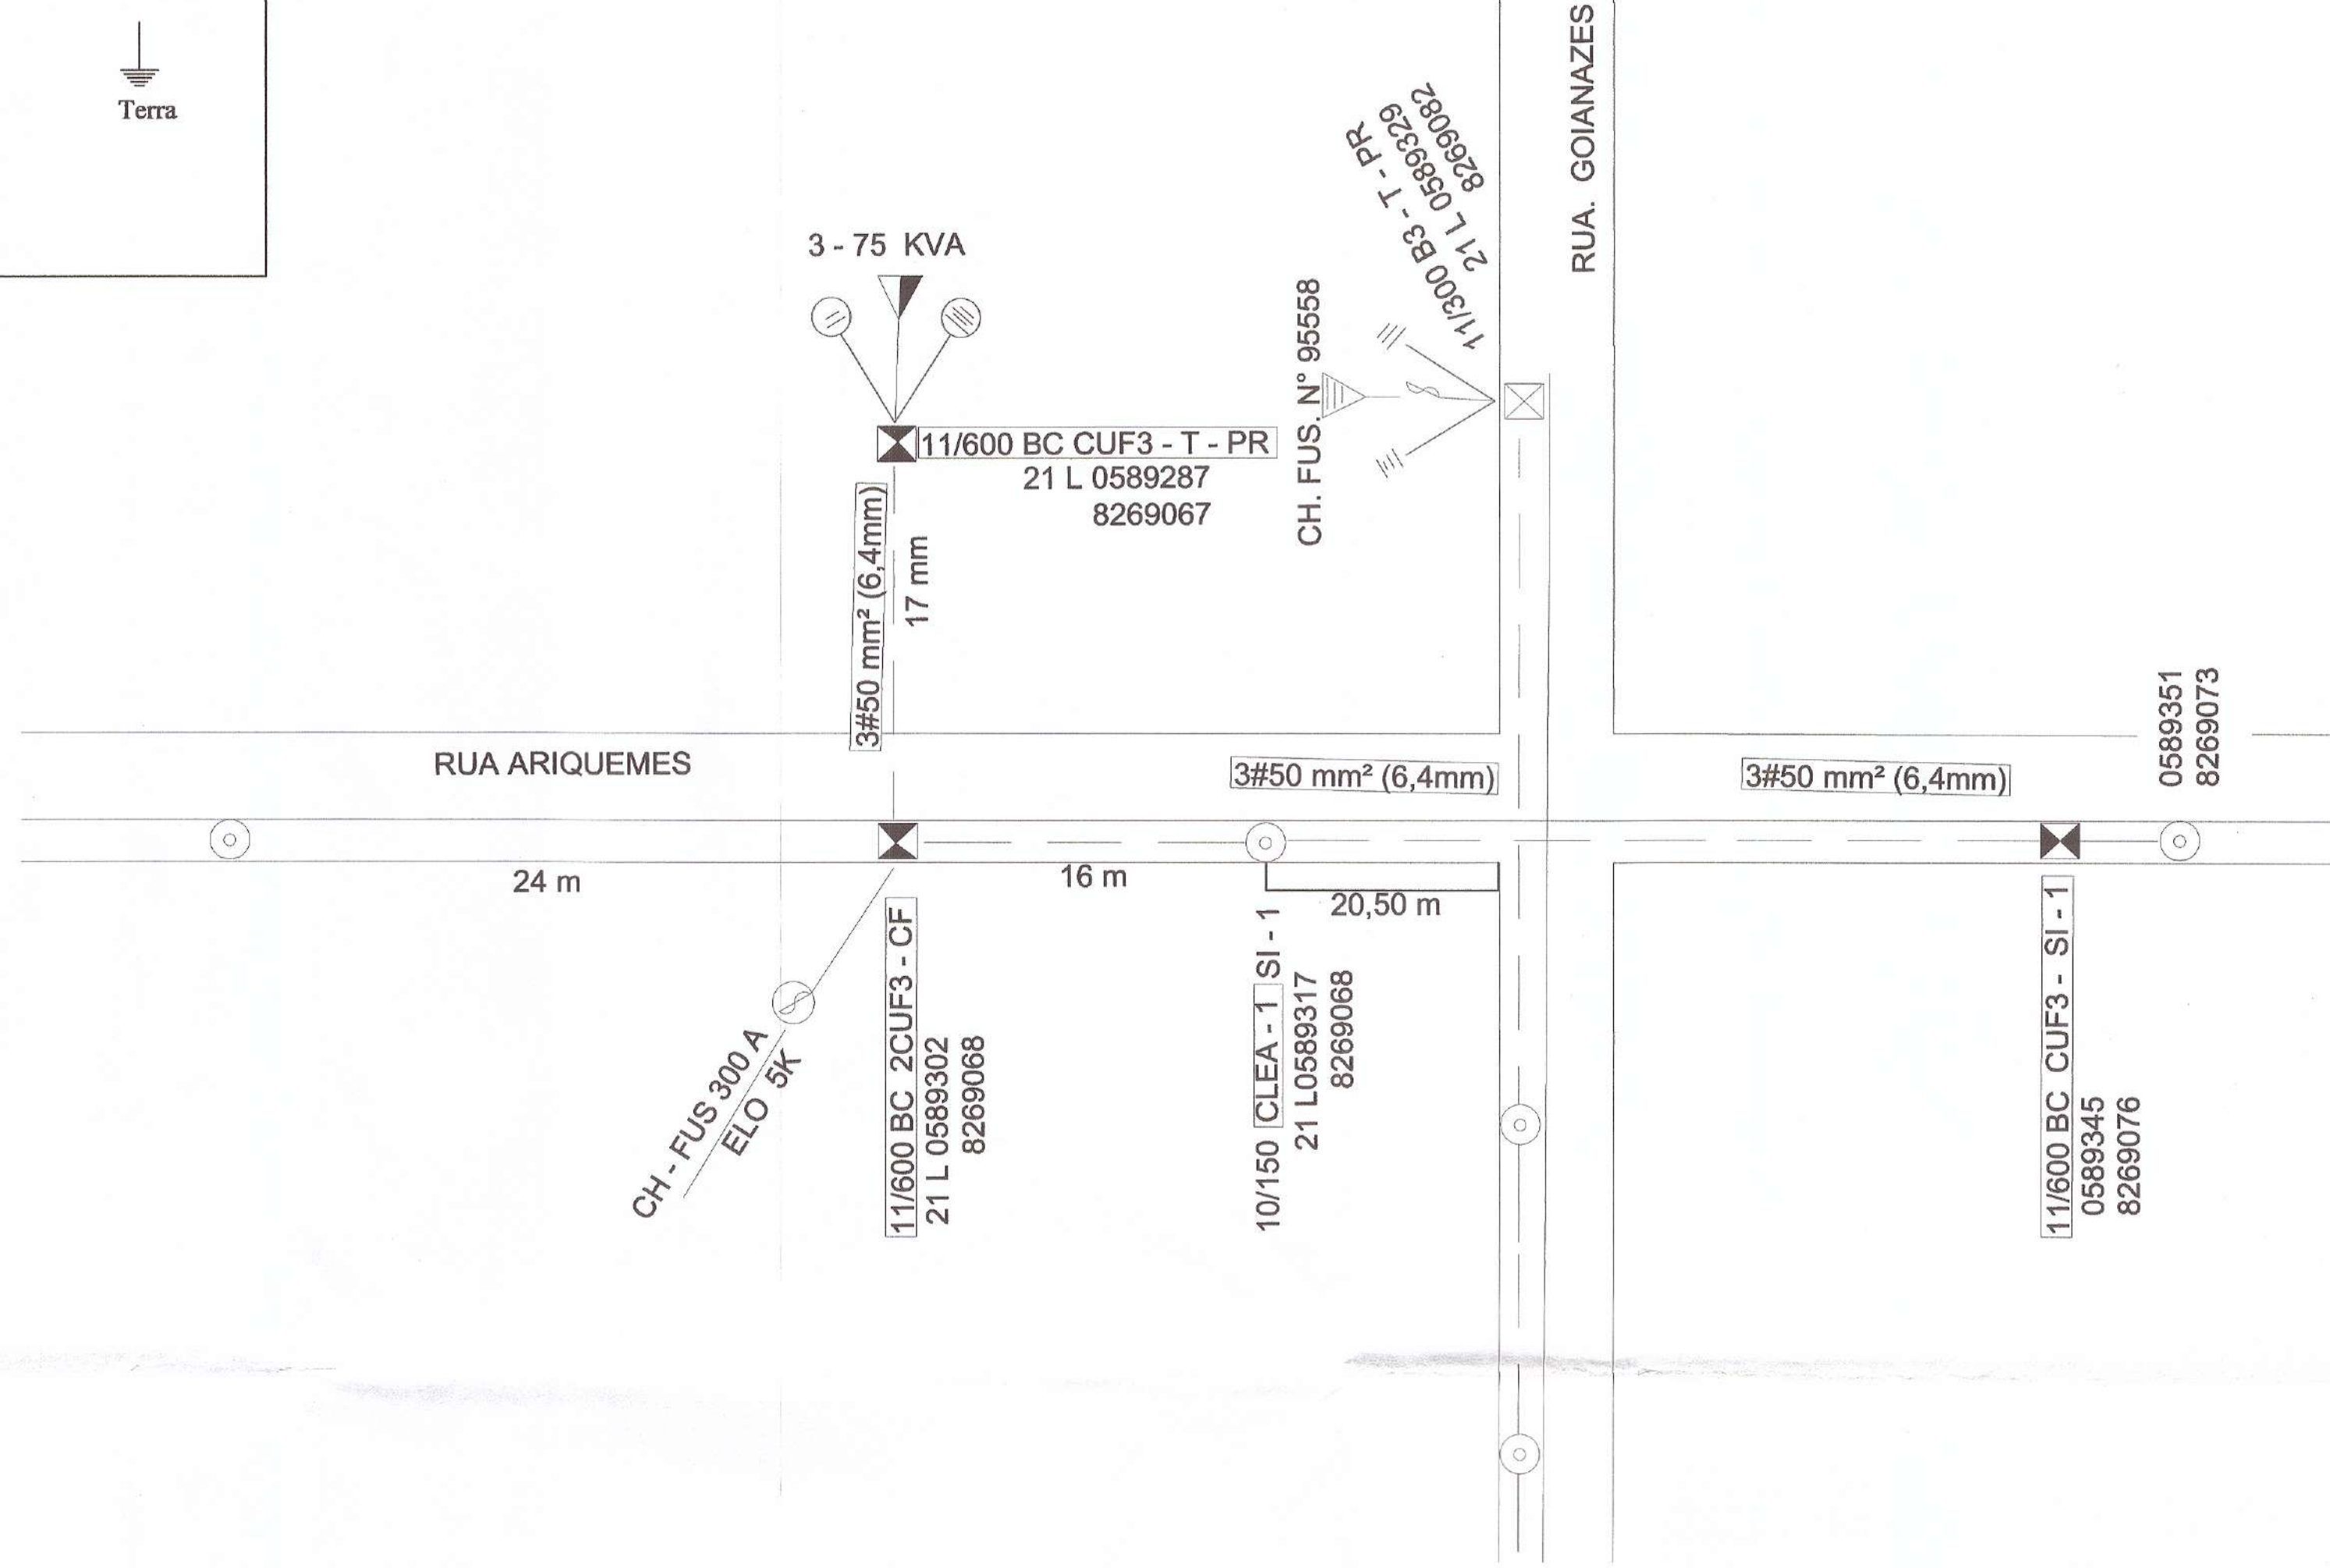 Terra
RUA. GOIANAZES
11/300 B3 - T - PR
21 L 0589329
8269082
3 - 75 KVA
CH. FUS. N° 95558
11/600 BC CUF3 - T - PR
21 L 0589287
8269067
3#50 mm² (6,4mm)
17 mm
RUA ARIQUEMES
3#50 mm² (6,4mm)
3#50 mm² (6,4mm)
0589351
8269073
24 m
16 m
20,50 m
CH - FUS 300 A
ELO 5K
11/600 BC 2CUF3 - CF
21 L 0589302
8269068
10/150 CLEA - 1 SI - 1
21 L0589317
8269068
11/600 BC CUF3 - SI - 1
0589345
8269076